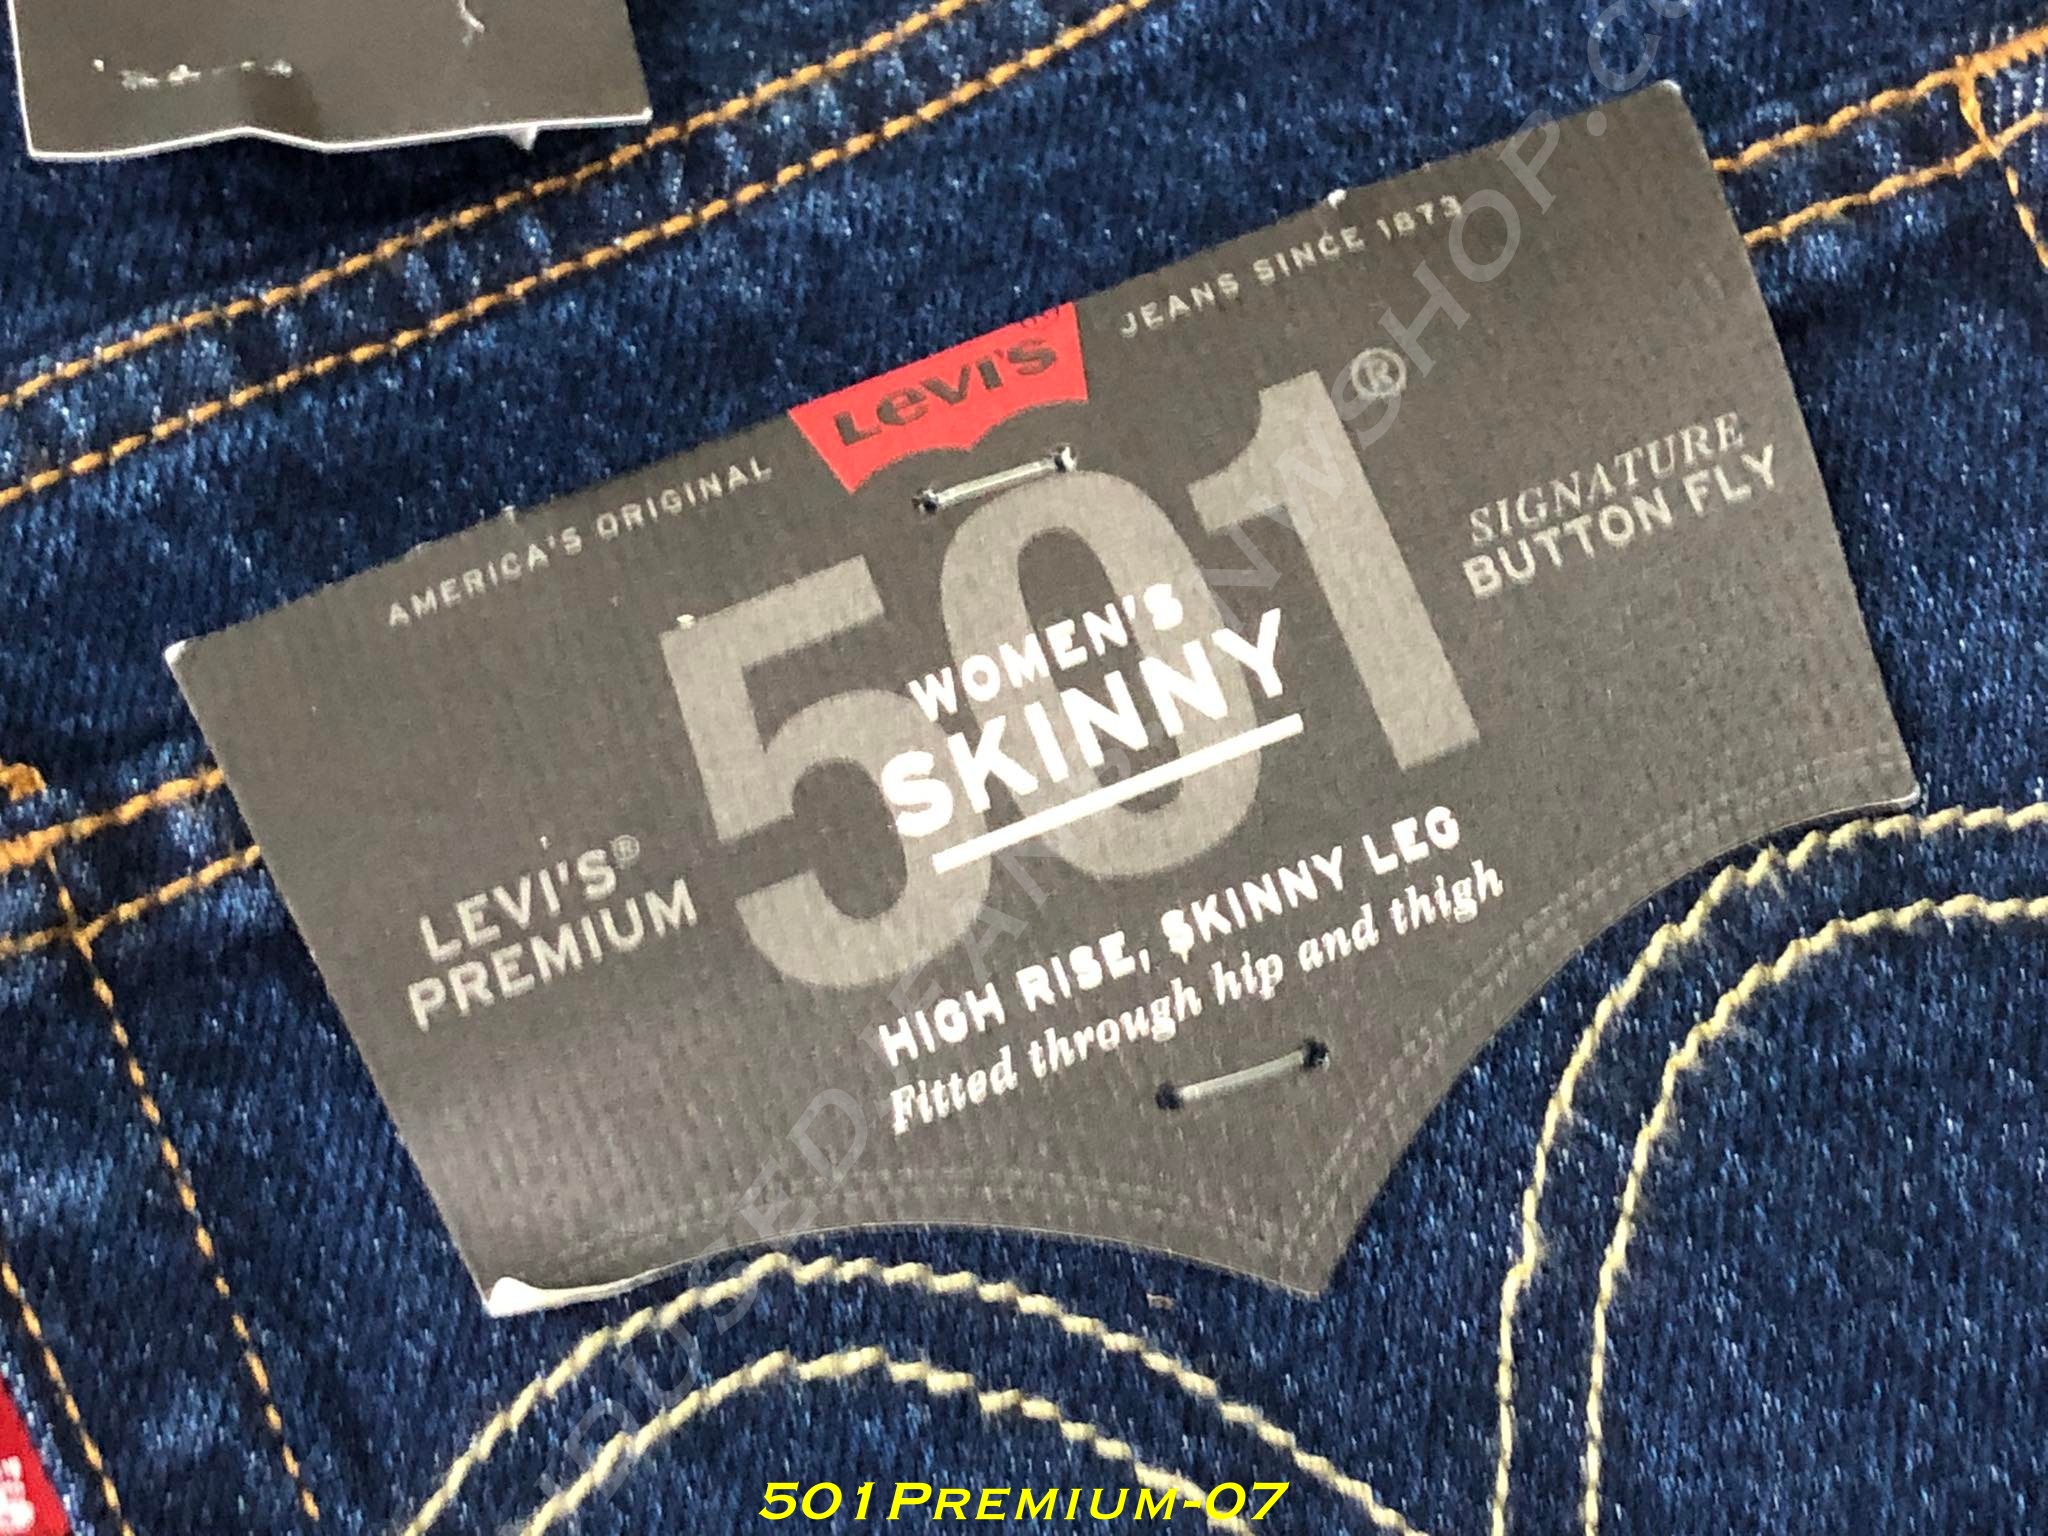 AMERICA'S ORIGINAL
LEVI'S
JEANS SINCE 1873
501®
SIGNATURE
BUTTON FLY
WOMEN'S
SKINNY
LEVI'S®
PREMIUM
HIGH RISE, SKINNY LEG
Fitted through hip and thigh
501PREMIUM-07